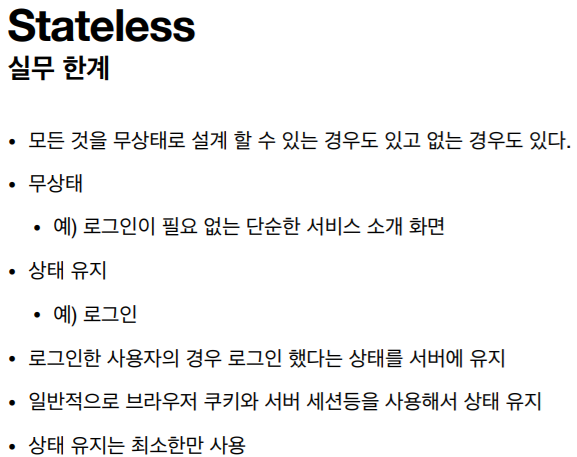 Stateless
실무 한계
• 모든 것을 무상태로 설계 할 수 있는 경우도 있고 없는 경우도 있다.
• 무상태
• 예) 로그인이 필요 없는 단순한 서비스 소개 화면
• 상태 유지
• 예) 로그인
• 로그인한 사용자의 경우 로그인 했다는 상태를 서버에 유지
• 일반적으로 브라우저 쿠키와 서버 세션등을 사용해서 상태 유지
• 상태 유지는 최소한만 사용